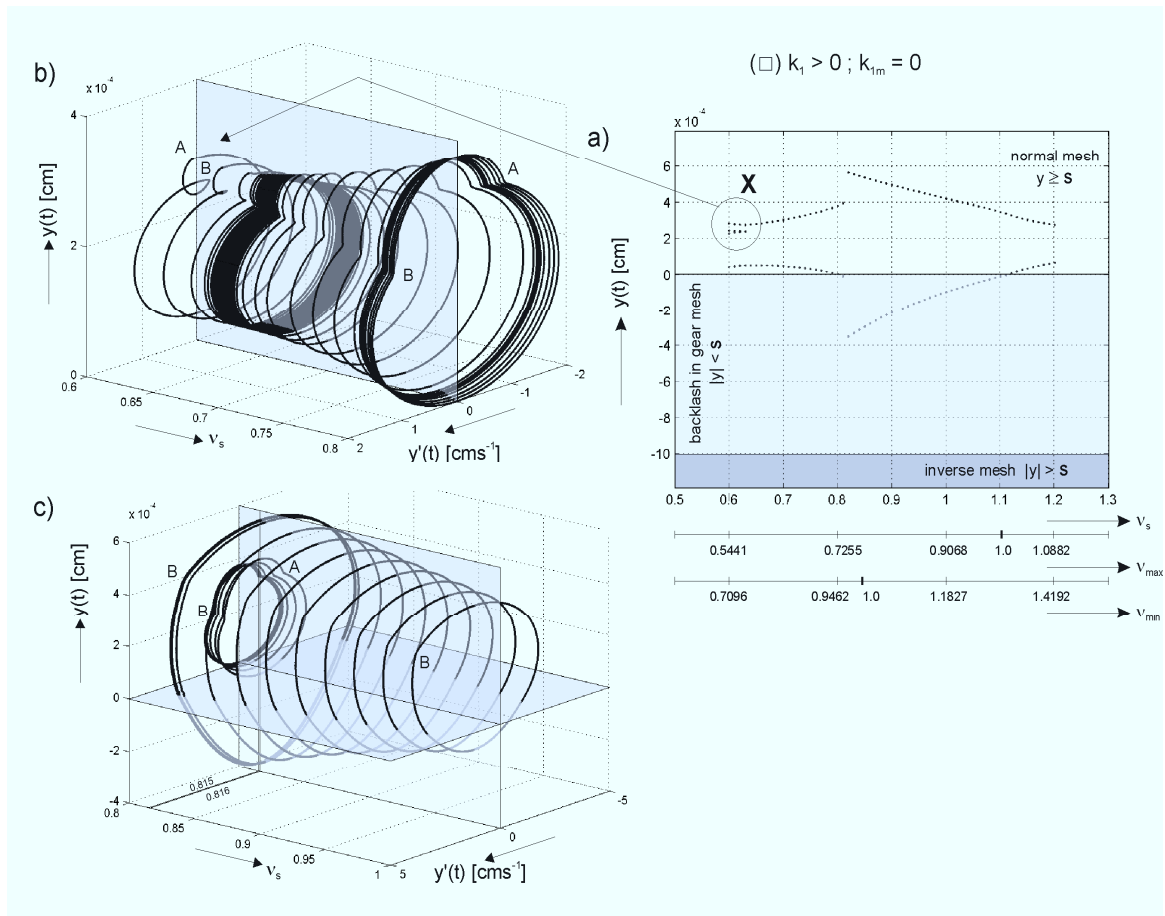 b)
x 10⁻⁴
4
2
0
y(t) [cm]
A
B
A
B
0.6
0.65
0.7
0.75
0.8
νₛ
2
1
0
-1
-2
y'(t) [cms⁻¹]
(□) k₁ > 0 ; k₁ₘ = 0
a)
x 10⁻⁴
6
4
2
0
-2
-4
-6
-8
-10
y(t) [cm]
X
normal mesh
y ≥ s
backlash in gear mesh
|y| < s
inverse mesh |y| > s
0.5 0.6 0.7 0.8 0.9 1 1.1 1.2 1.3
νₛ
0.5441 0.7255 0.9068 1.0 1.0882
νmax
0.7096 0.9462 1.0 1.1827 1.4192
νmin
c)
x 10⁻⁴
6
4
2
0
-2
-4
y(t) [cm]
B
A
B
B
0.815
0.816
0.8
0.85
0.9
0.95
1
νₛ
5
0
-5
y'(t) [cms⁻¹]